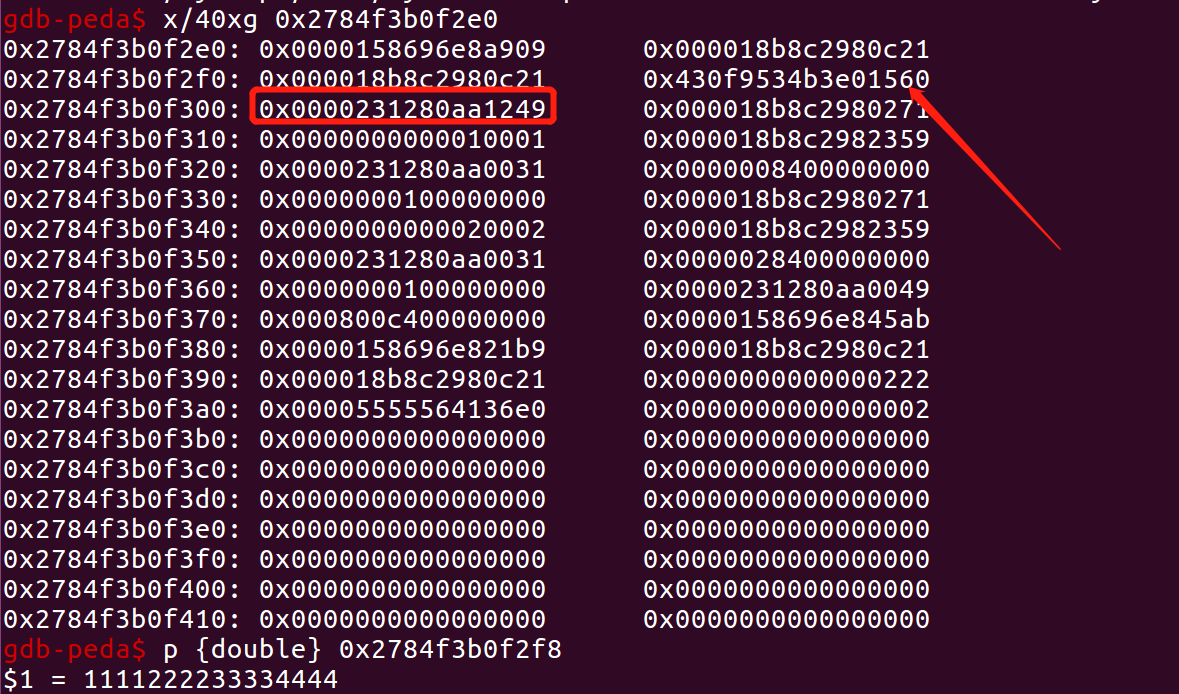 gdb-peda$ x/40xg 0x2784f3b0f2e0
0x2784f3b0f2e0: 0x0000158696e8a909 0x000018b8c2980c21
0x2784f3b0f2f0: 0x000018b8c2980c21 0x430f9534b3e01560
0x2784f3b0f300: 0x0000231280aa1249 0x000018b8c2980271
0x2784f3b0f310: 0x0000000000010001 0x000018b8c2982359
0x2784f3b0f320: 0x0000231280aa0031 0x0000008400000000
0x2784f3b0f330: 0x0000000100000000 0x000018b8c2980271
0x2784f3b0f340: 0x0000000000020002 0x000018b8c2982359
0x2784f3b0f350: 0x0000231280aa0031 0x0000028400000000
0x2784f3b0f360: 0x0000000100000000 0x0000231280aa0049
0x2784f3b0f370: 0x000800c400000000 0x0000158696e845ab
0x2784f3b0f380: 0x0000158696e821b9 0x000018b8c2980c21
0x2784f3b0f390: 0x000018b8c2980c21 0x0000000000000222
0x2784f3b0f3a0: 0x00005555564136e0 0x0000000000000002
0x2784f3b0f3b0: 0x0000000000000000 0x0000000000000000
0x2784f3b0f3c0: 0x0000000000000000 0x0000000000000000
0x2784f3b0f3d0: 0x0000000000000000 0x0000000000000000
0x2784f3b0f3e0: 0x0000000000000000 0x0000000000000000
0x2784f3b0f3f0: 0x0000000000000000 0x0000000000000000
0x2784f3b0f400: 0x0000000000000000 0x0000000000000000
0x2784f3b0f410: 0x0000000000000000 0x0000000000000000
gdb-peda$ p {double} 0x2784f3b0f2f8
$1 = 1111222233334444